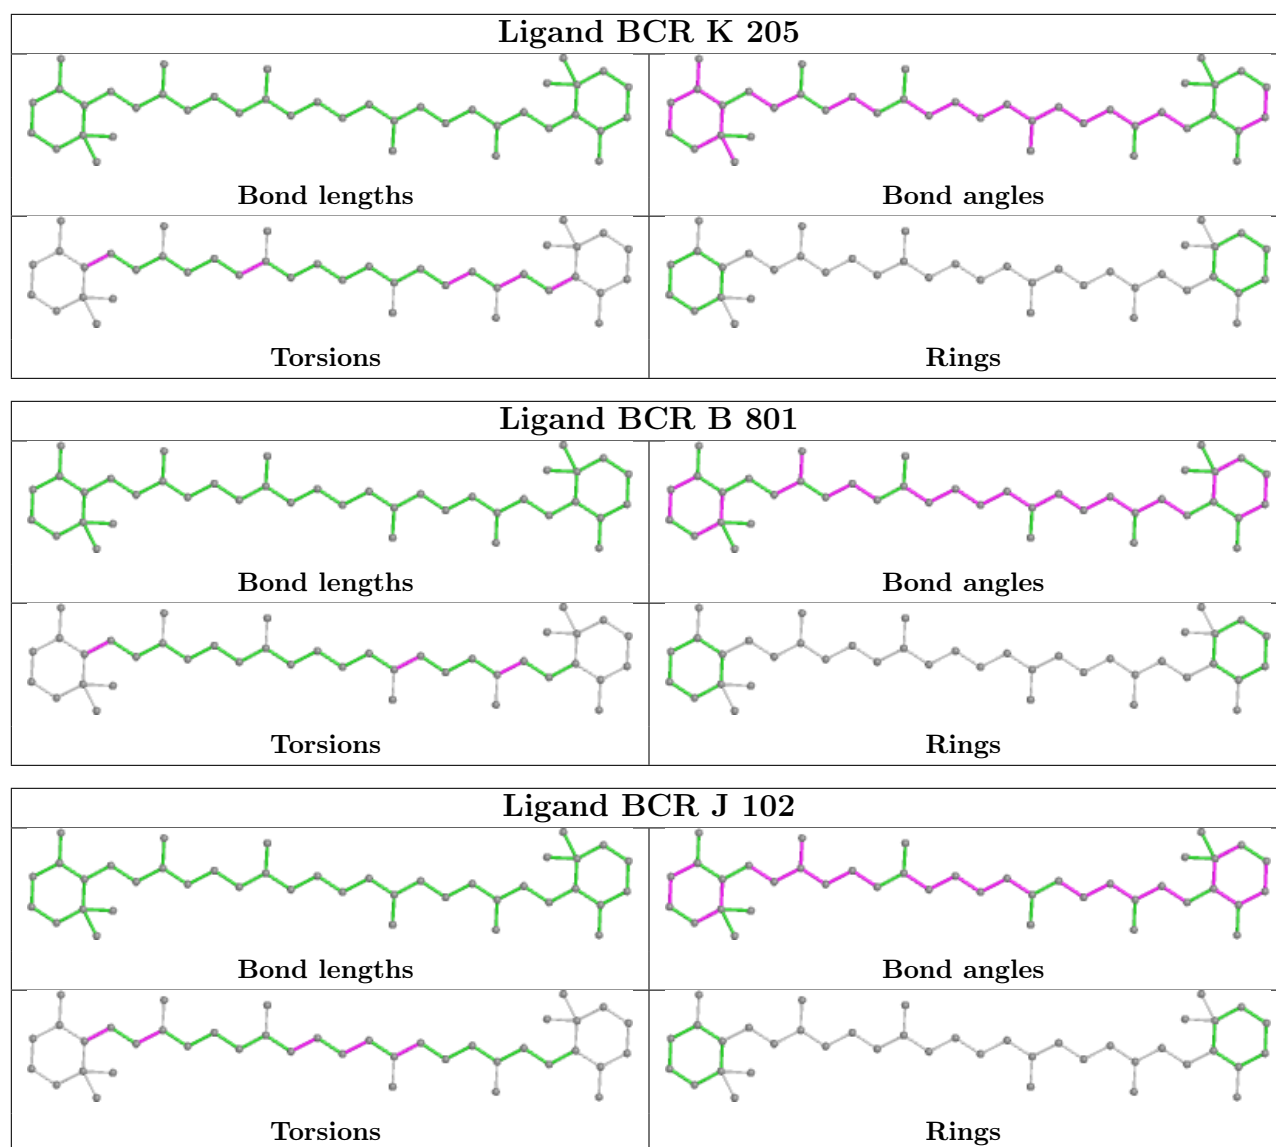 Ligand BCR K 205
Bond lengths
Bond angles
Torsions
Rings
Ligand BCR B 801
Bond lengths
Bond angles
Torsions
Rings
Ligand BCR J 102
Bond lengths
Bond angles
Torsions
Rings